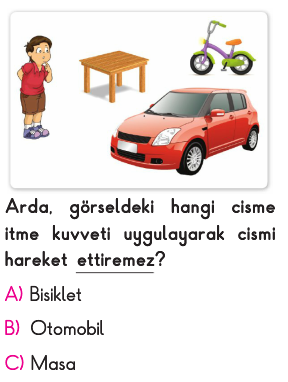 Arda, görseldeki hangi cisme
itme kuvveti uygulayarak cismi
hareket ettiremez?
A) Bisiklet
B) Otomobil
C) Masa